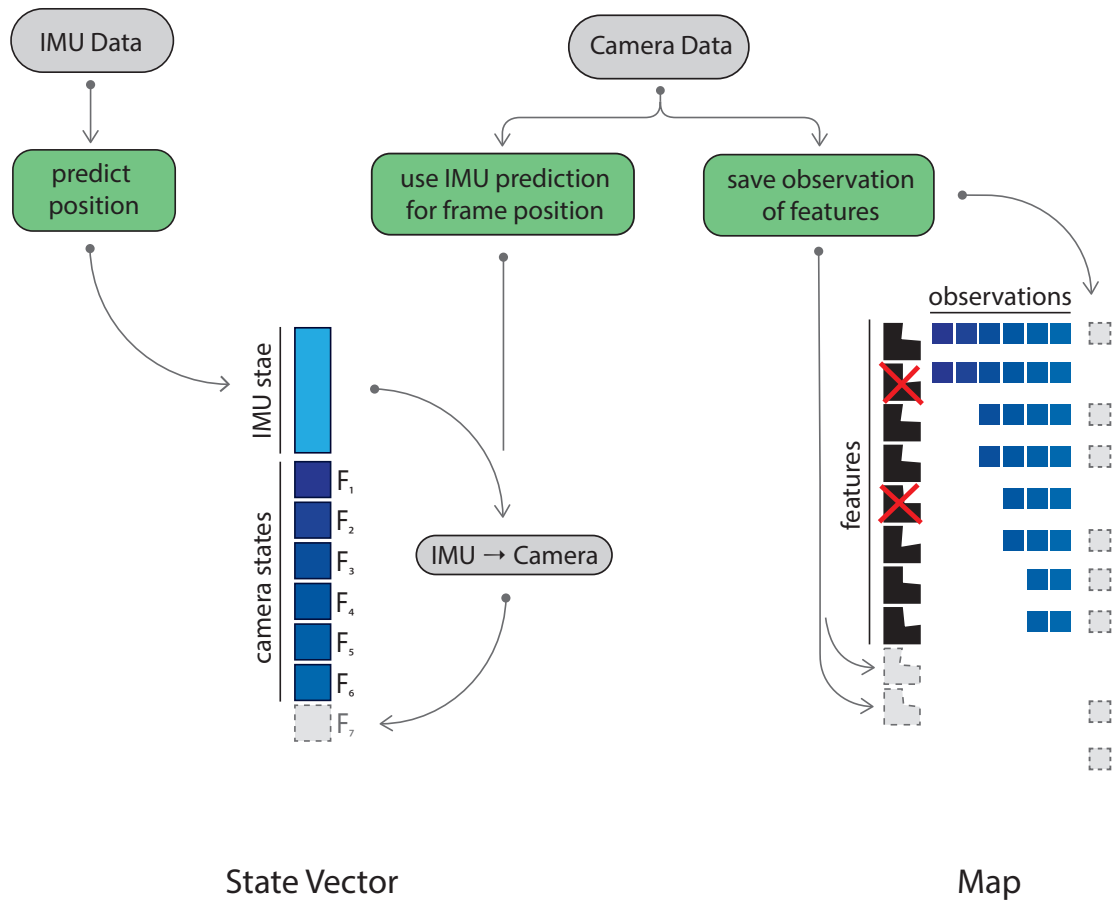 IMU Data
Camera Data
predict
position
use IMU prediction
for frame position
save observation
of features
observations
IMU stae
features
camera states
F₁
F₂
F₃
F₄
F₅
F₆
F₇
IMU → Camera
State Vector
Map